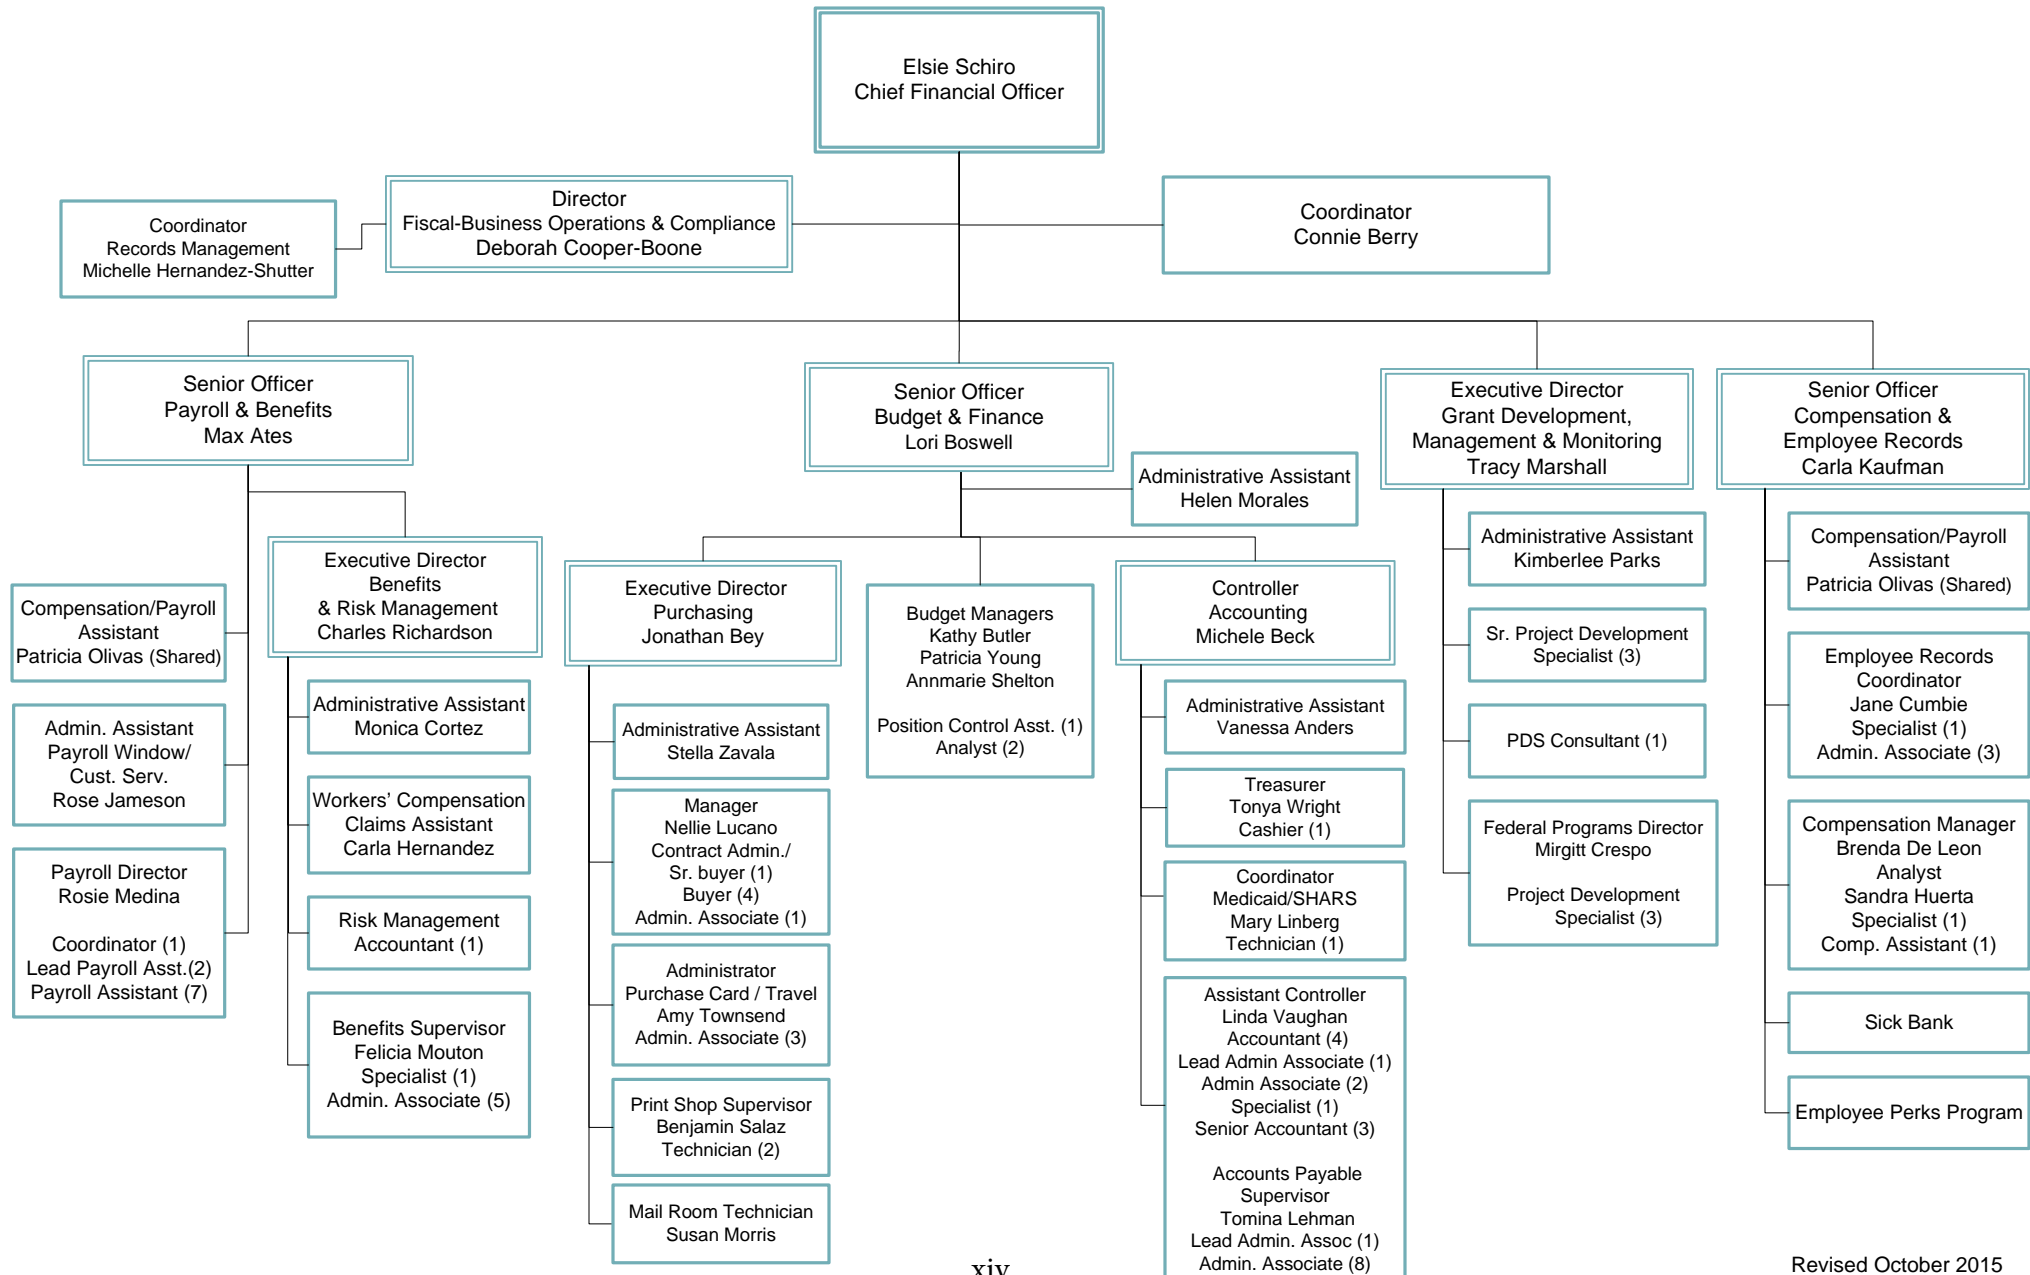 Elsie Schiro
Chief Financial Officer
Director
Fiscal-Business Operations & Compliance
Deborah Cooper-Boone
Coordinator
Records Management
Michelle Hernandez-Shutter
Coordinator
Connie Berry
Senior Officer
Payroll & Benefits
Max Ates
Compensation/Payroll
Assistant
Patricia Olivas (Shared)
Admin. Assistant
Payroll Window/
Cust. Serv.
Rose Jameson
Payroll Director
Rosie Medina
Coordinator (1)
Lead Payroll Asst.(2)
Payroll Assistant (7)
Executive Director
Benefits
& Risk Management
Charles Richardson
Administrative Assistant
Monica Cortez
Workers’ Compensation
Claims Assistant
Carla Hernandez
Risk Management
Accountant (1)
Benefits Supervisor
Felicia Mouton
Specialist (1)
Admin. Associate (5)
Senior Officer
Budget & Finance
Lori Boswell
Administrative Assistant
Helen Morales
Executive Director
Purchasing
Jonathan Bey
Administrative Assistant
Stella Zavala
Manager
Nellie Lucano
Contract Admin./
Sr. buyer (1)
Buyer (4)
Admin. Associate (1)
Administrator
Purchase Card / Travel
Amy Townsend
Admin. Associate (3)
Print Shop Supervisor
Benjamin Salaz
Technician (2)
Mail Room Technician
Susan Morris
Budget Managers
Kathy Butler
Patricia Young
Annmarie Shelton
Position Control Asst. (1)
Analyst (2)
Controller
Accounting
Michele Beck
Administrative Assistant
Vanessa Anders
Treasurer
Tonya Wright
Cashier (1)
Coordinator
Medicaid/SHARS
Mary Linberg
Technician (1)
Assistant Controller
Linda Vaughan
Accountant (4)
Lead Admin Associate (1)
Admin Associate (2)
Specialist (1)
Senior Accountant (3)
Accounts Payable
Supervisor
Tomina Lehman
Lead Admin. Assoc (1)
Admin. Associate (8)
Executive Director
Grant Development,
Management & Monitoring
Tracy Marshall
Administrative Assistant
Kimberlee Parks
Sr. Project Development
Specialist (3)
PDS Consultant (1)
Federal Programs Director
Mirgitt Crespo
Project Development
Specialist (3)
Senior Officer
Compensation &
Employee Records
Carla Kaufman
Compensation/Payroll
Assistant
Patricia Olivas (Shared)
Employee Records
Coordinator
Jane Cumbie
Specialist (1)
Admin. Associate (3)
Compensation Manager
Brenda De Leon
Analyst
Sandra Huerta
Specialist (1)
Comp. Assistant (1)
Sick Bank
Employee Perks Program
xiv
Revised October 2015